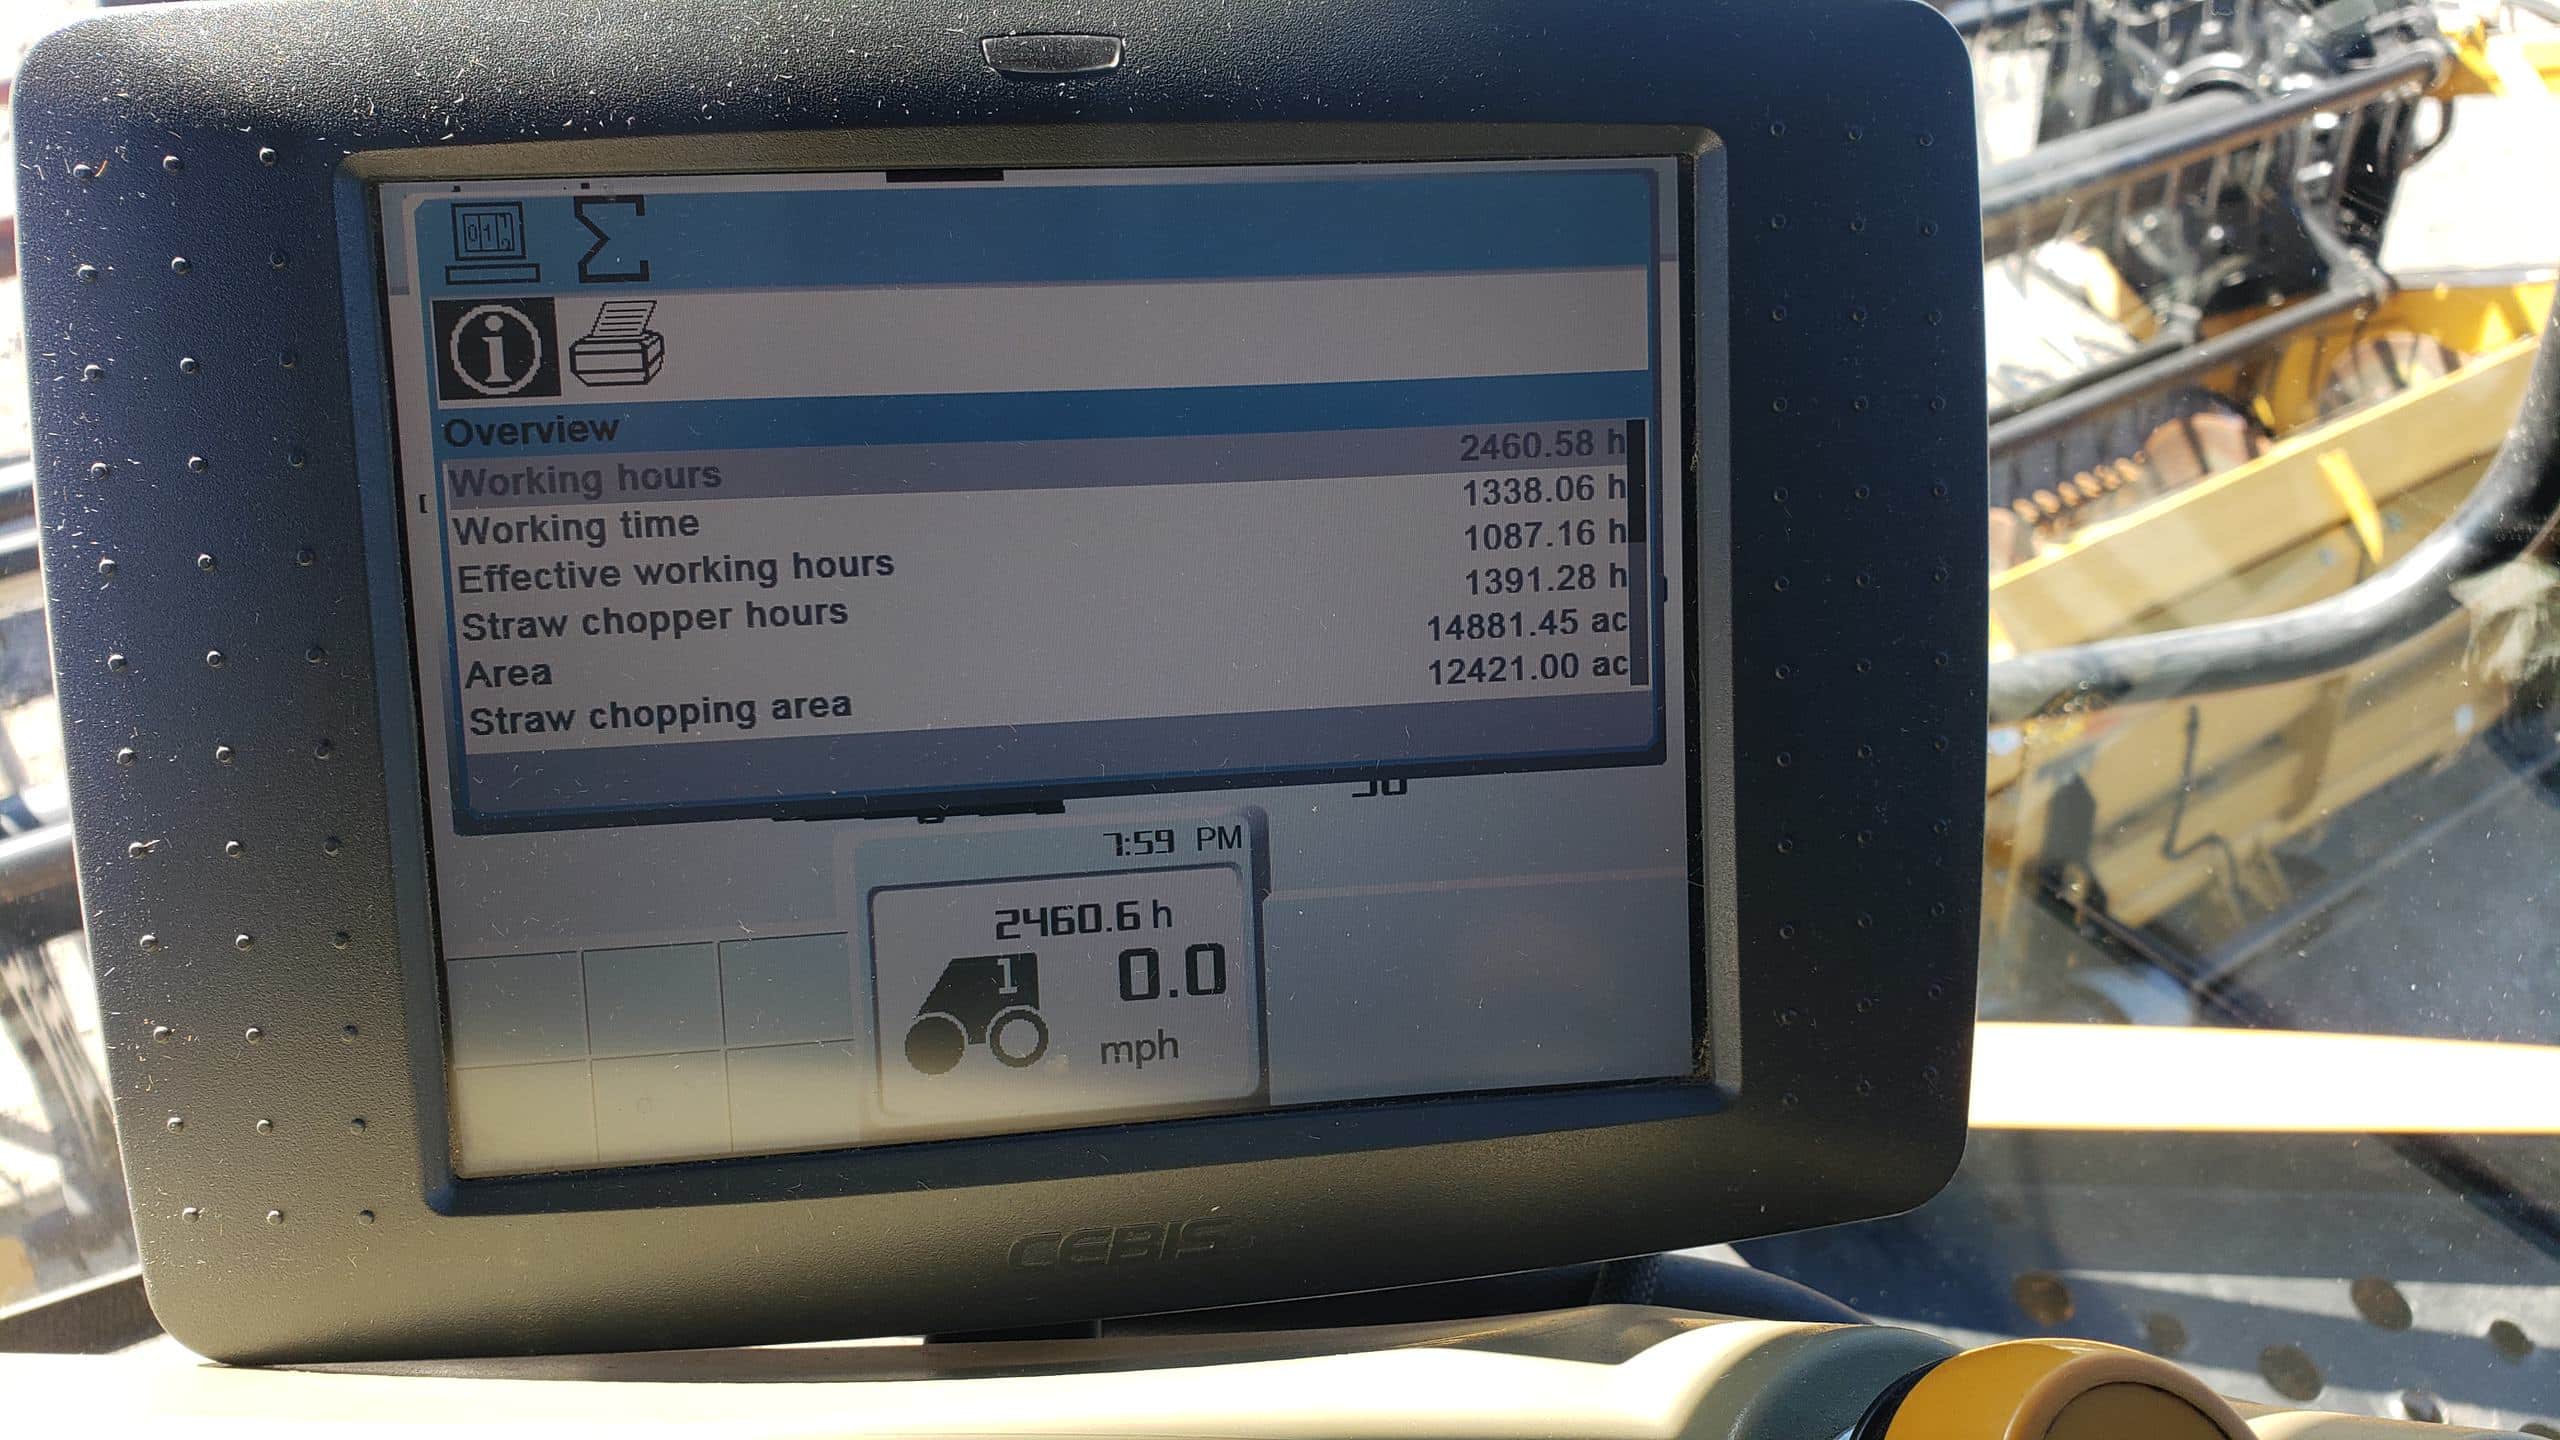 Overview
Working hours 2460.58 h
Working time 1338.06 h
Effective working hours 1087.16 h
Straw chopper hours 1391.28 h
Area 14881.45 ac
Straw chopping area 12421.00 ac
7:59 PM
2460.6 h
1 0.0
mph
CEBIS